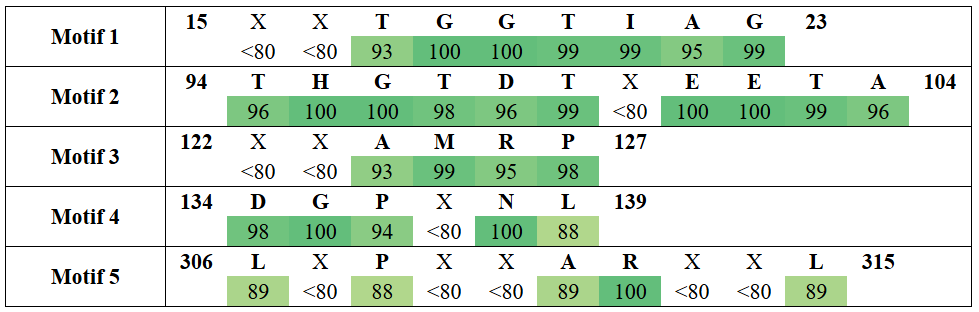 Motif 1 15 X X T G G T I A G 23
<80 <80 93 100 100 99 99 95 99
Motif 2 94 T H G T D T X E E T A 104
96 100 100 98 96 99 <80 100 100 99 96
Motif 3 122 X X A M R P 127
<80 <80 93 99 95 98
Motif 4 134 D G P X N L 139
98 100 94 <80 100 88
Motif 5 306 L X P X X A R X X L 315
89 <80 88 <80 <80 89 100 <80 <80 89